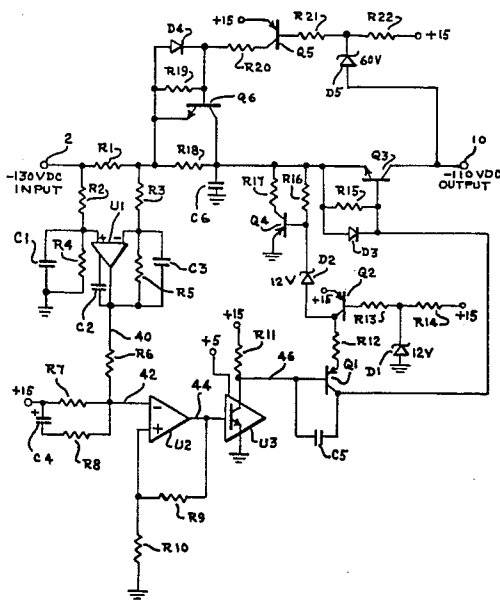 +15
R21
R22
D4
+15
Q5
R19
R20
60V
D5
Q6
2
R1
R18
Q3
10
-130VDC
INPUT
-110VDC
OUTPUT
R2
R3
R17
R16
C6
R15
U1
Q4
+ -
D3
C1
R4
C3
D2
Q2
C2
R5
12V
+15
+15
R13
R14
40
+15
R11
R12
R6
+5
46
D1
12V
+15
R7
42
44
Q1
+
-
C4
R8
+
U2
U3
C5
R9
R10